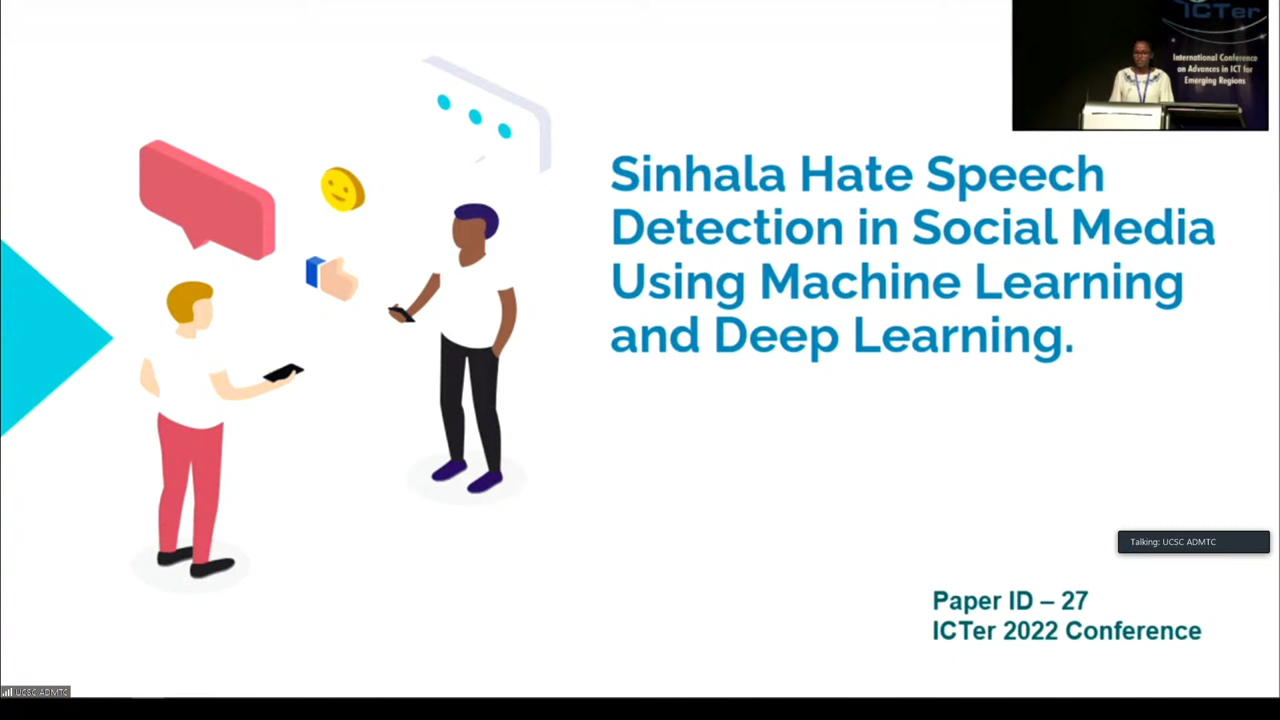 ICTer
International Conference
on Advances in ICT for
Emerging Regions
Sinhala Hate Speech
Detection in Social Media
Using Machine Learning
and Deep Learning.
Talking: UCSC ADMTC
Paper ID – 27
ICTer 2022 Conference
UCSC ADMTC